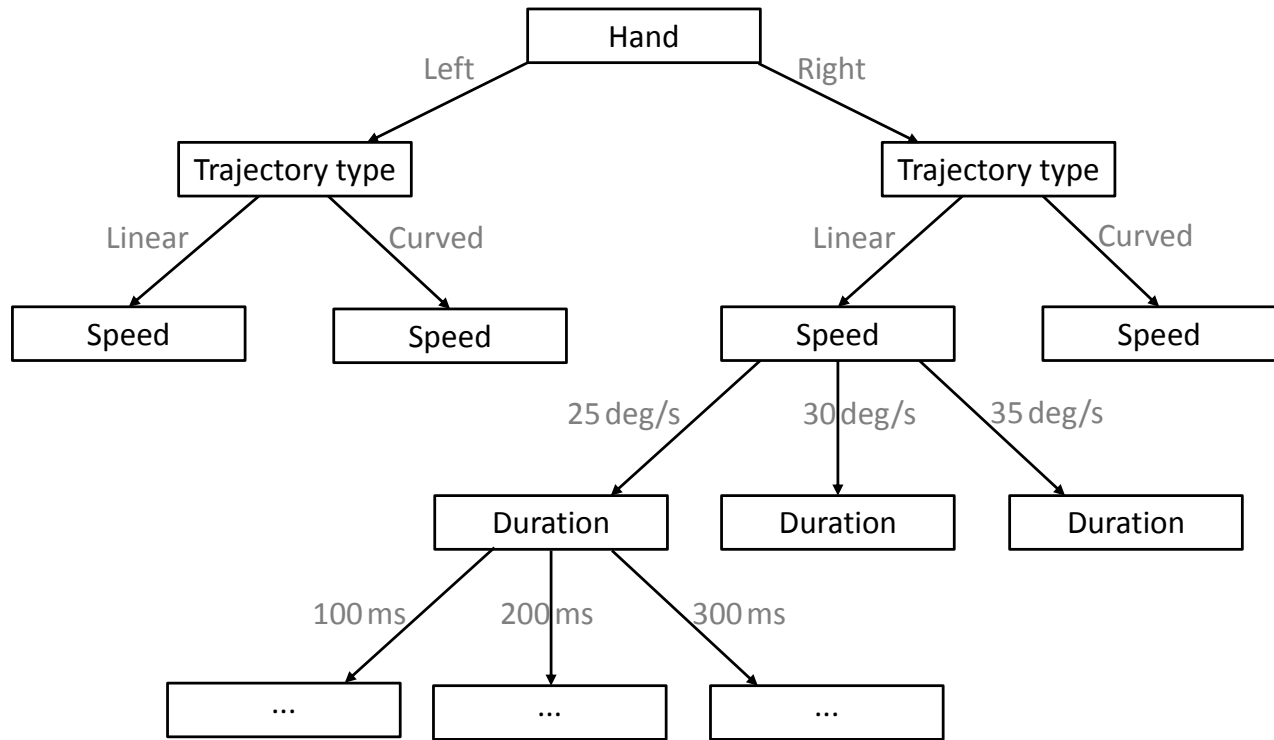 Hand
Left
Right
Trajectory type
Trajectory type
Linear
Curved
Linear
Curved
Speed
Speed
Speed
Speed
25 deg/s
30 deg/s
35 deg/s
Duration
Duration
Duration
100 ms
200 ms
300 ms
...
...
...